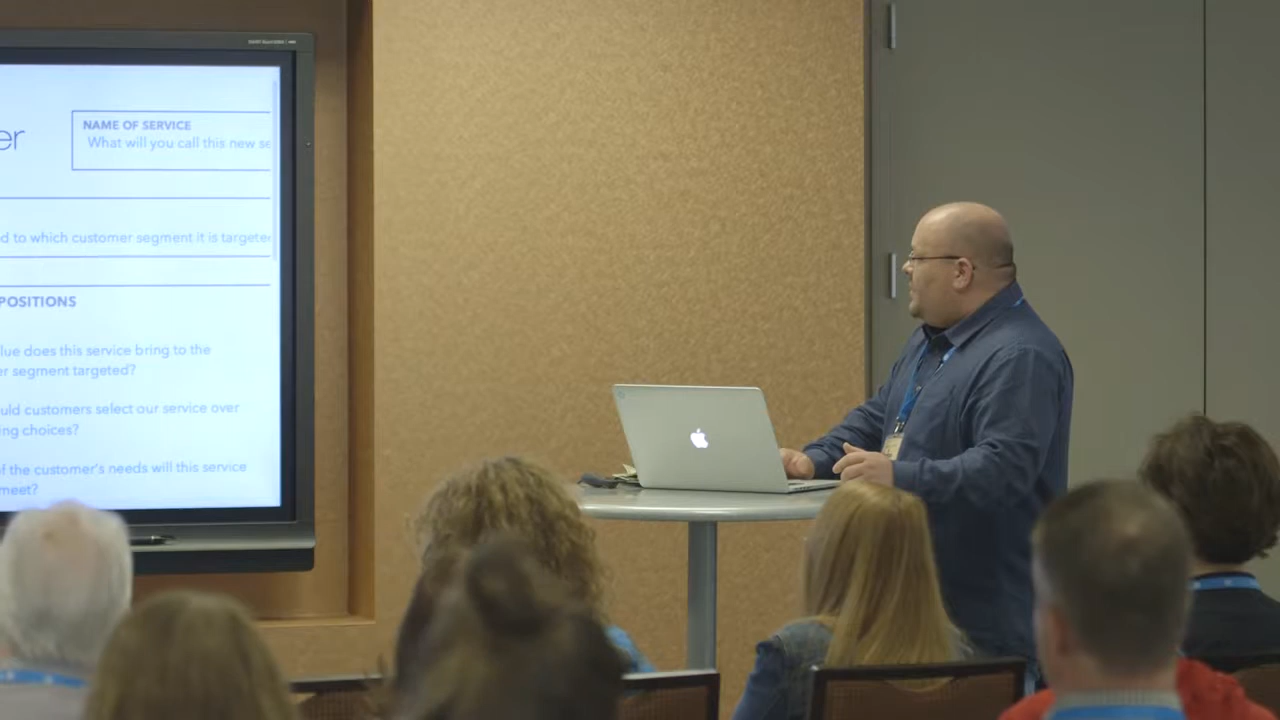 er
NAME OF SERVICE
What will you call this new se
d to which customer segment it is targeted
POSITIONS
lue does this service bring to the
er segment targeted?
uld customers select our service over
ing choices?
f the customer's needs will this service
meet?